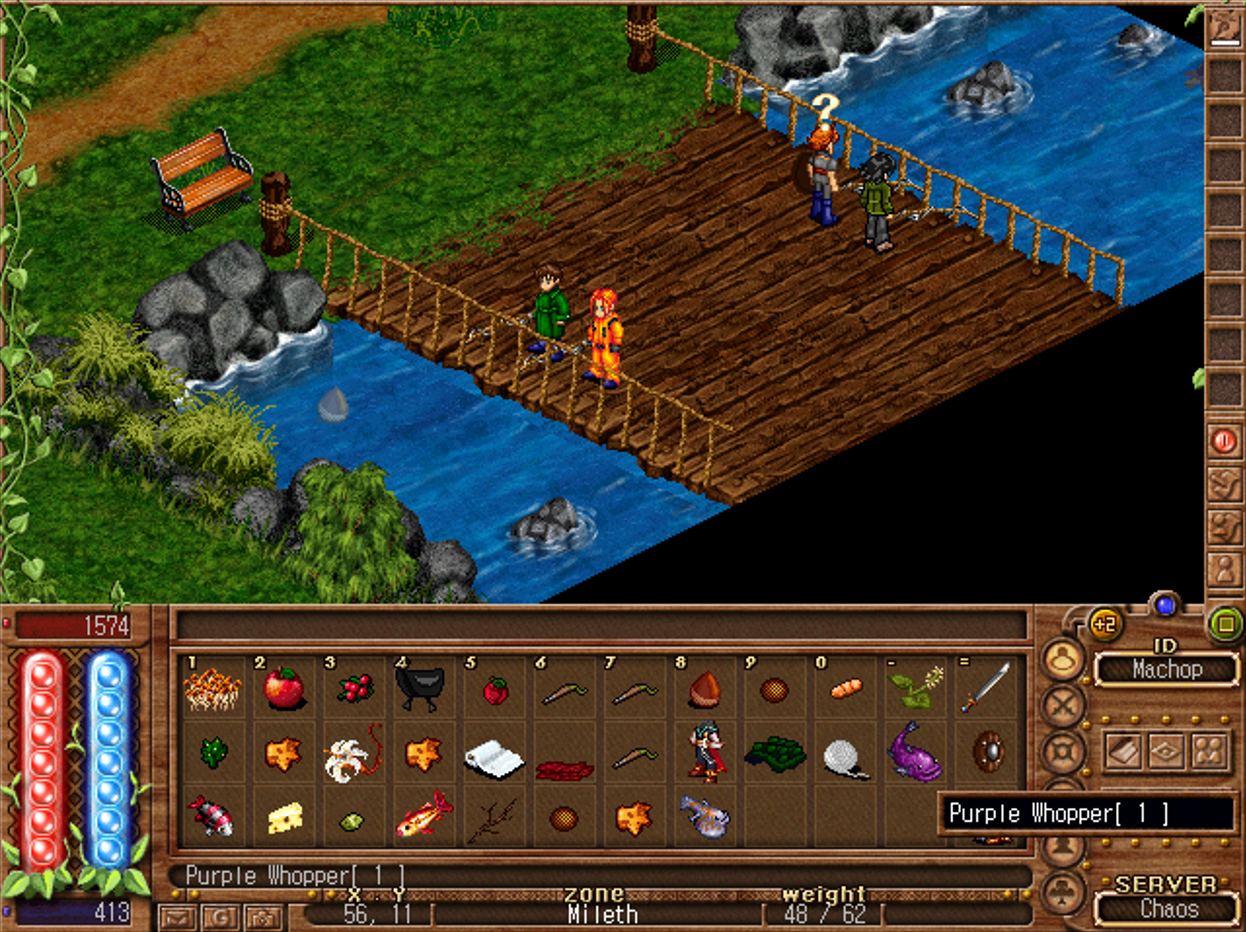 ?
1574
1 2 3 4 5 6 7 8 9 0 - =
+2
ID
Machop
Purple Whopper[ 1 ]
Purple Whopper[ 1 ]
X . Y
zone
weight
413
G
56, 11
Mileth
48 / 62
SERVER
Chaos